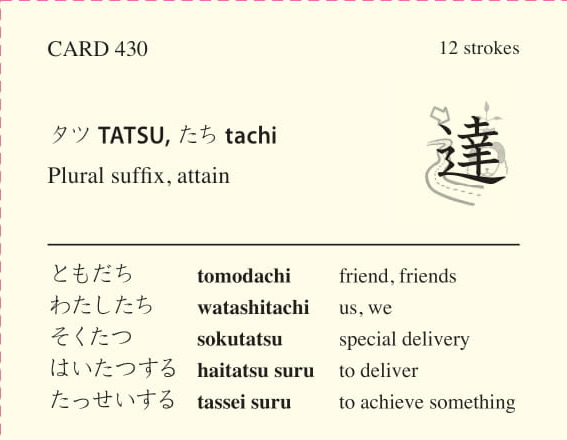 CARD 430 12 strokes
タツ TATSU, たち tachi
Plural suffix, attain
達
ともだち tomodachi friend, friends
わたしたち watashitachi us, we
そくたつ sokutatsu special delivery
はいたつする haitatsu suru to deliver
たっせいする tassei suru to achieve something